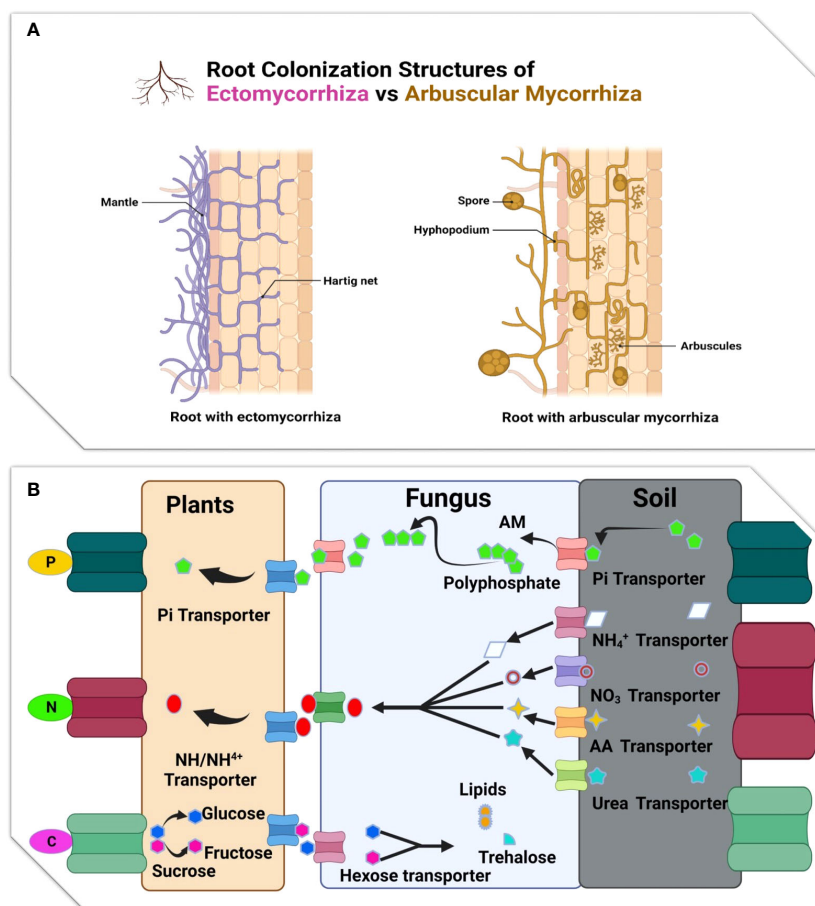 A
Root Colonization Structures of
Ectomycorrhiza vs Arbuscular Mycorrhiza
Mantle
Hartig net
Root with ectomycorrhiza
Spore
Hyphopodium
Arbuscules
Root with arbuscular mycorrhiza
B
Plants
Fungus
Soil
P
Pi Transporter
AM
Polyphosphate
Pi Transporter
NH₄⁺ Transporter
N
NO₃ Transporter
AA Transporter
NH/NH⁴⁺
Transporter
Urea Transporter
C
Glucose
Fructose
Sucrose
Lipids
Trehalose
Hexose transporter